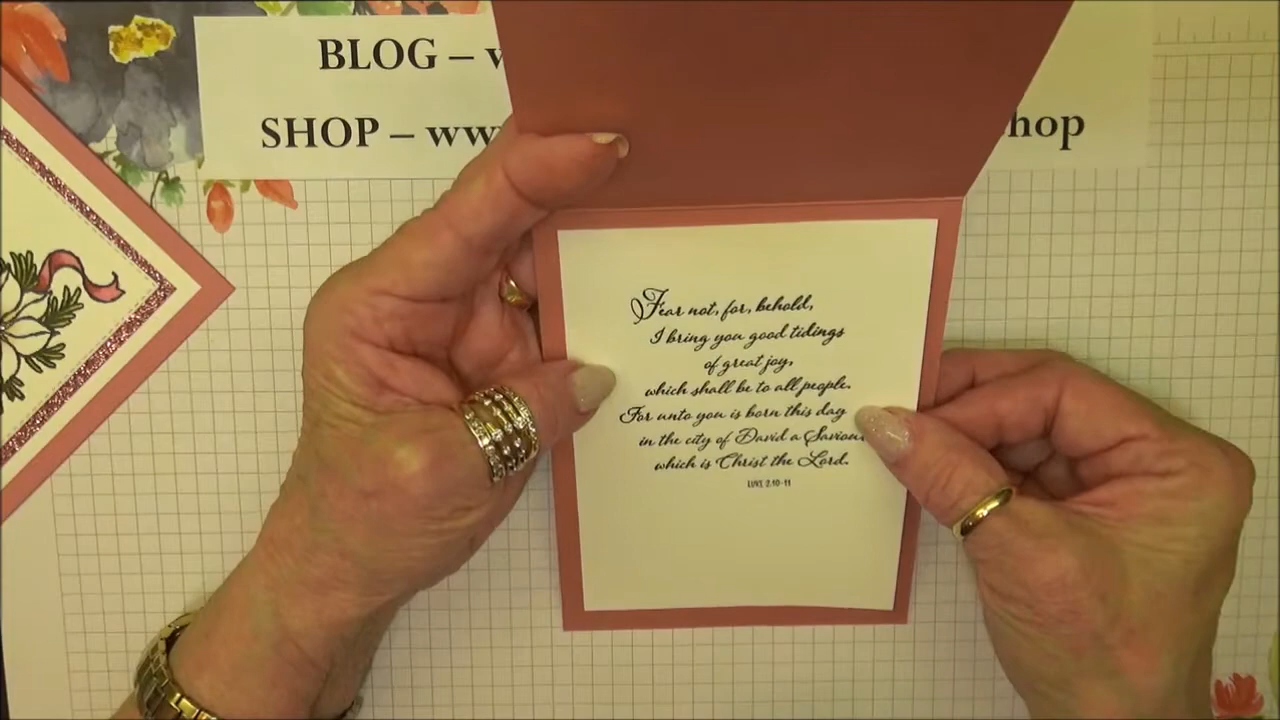 BLOG –
SHOP – ww
hop
Fear not, for, behold,
I bring you good tidings
of great joy,
which shall be to all people.
For unto you is born this day
in the city of David a Saviour
which is Christ the Lord.
LUKE 2:10-11